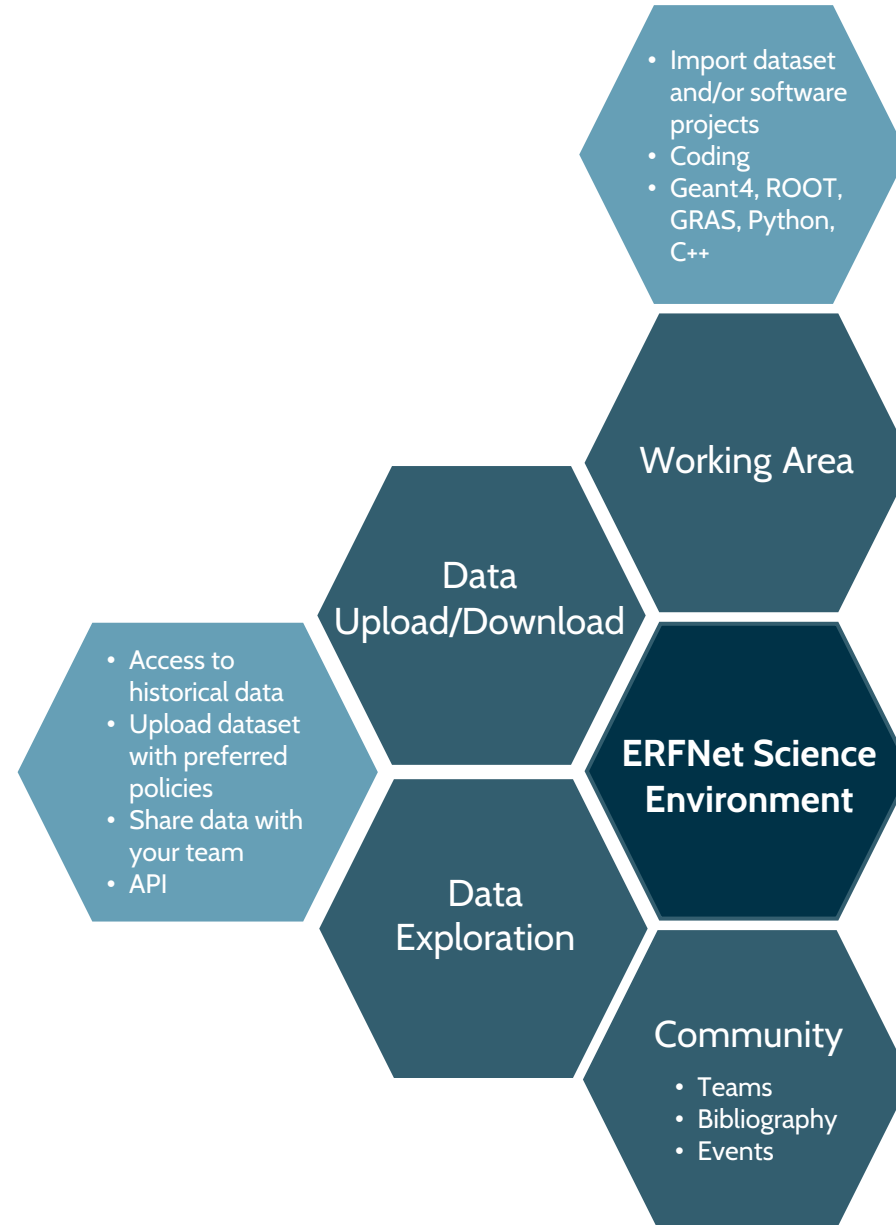 • Import dataset
and/or software
projects
• Coding
• Geant4, ROOT,
GRAS, Python,
C++
Working Area
Data
Upload/Download
• Access to
historical data
• Upload dataset
with preferred
policies
• Share data with
your team
• API
ERFNet Science
Environment
Data
Exploration
Community
• Teams
• Bibliography
• Events